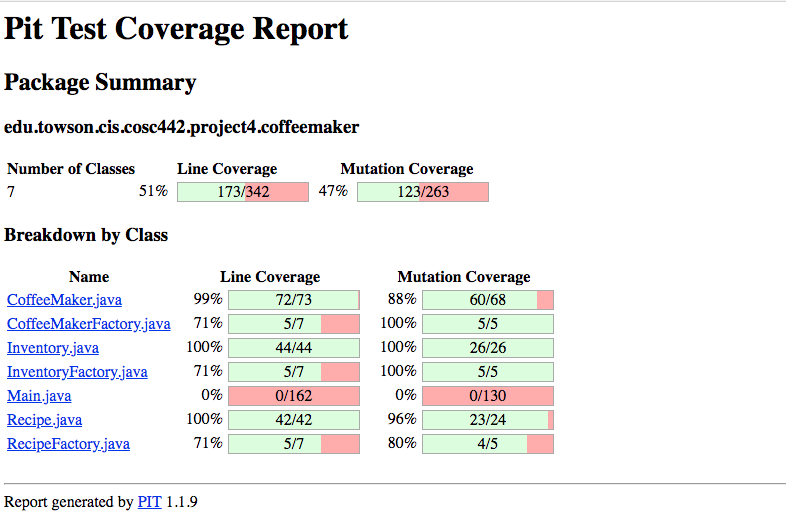 Pit Test Coverage Report
Package Summary
edu.towson.cis.cosc442.project4.coffeemaker
Number of Classes Line Coverage Mutation Coverage
7 51% 173/342 47% 123/263
Breakdown by Class
Name Line Coverage Mutation Coverage
CoffeeMaker.java 99% 72/73 88% 60/68
CoffeeMakerFactory.java 71% 5/7 100% 5/5
Inventory.java 100% 44/44 100% 26/26
InventoryFactory.java 71% 5/7 100% 5/5
Main.java 0% 0/162 0% 0/130
Recipe.java 100% 42/42 96% 23/24
RecipeFactory.java 71% 5/7 80% 4/5
Report generated by PIT 1.1.9